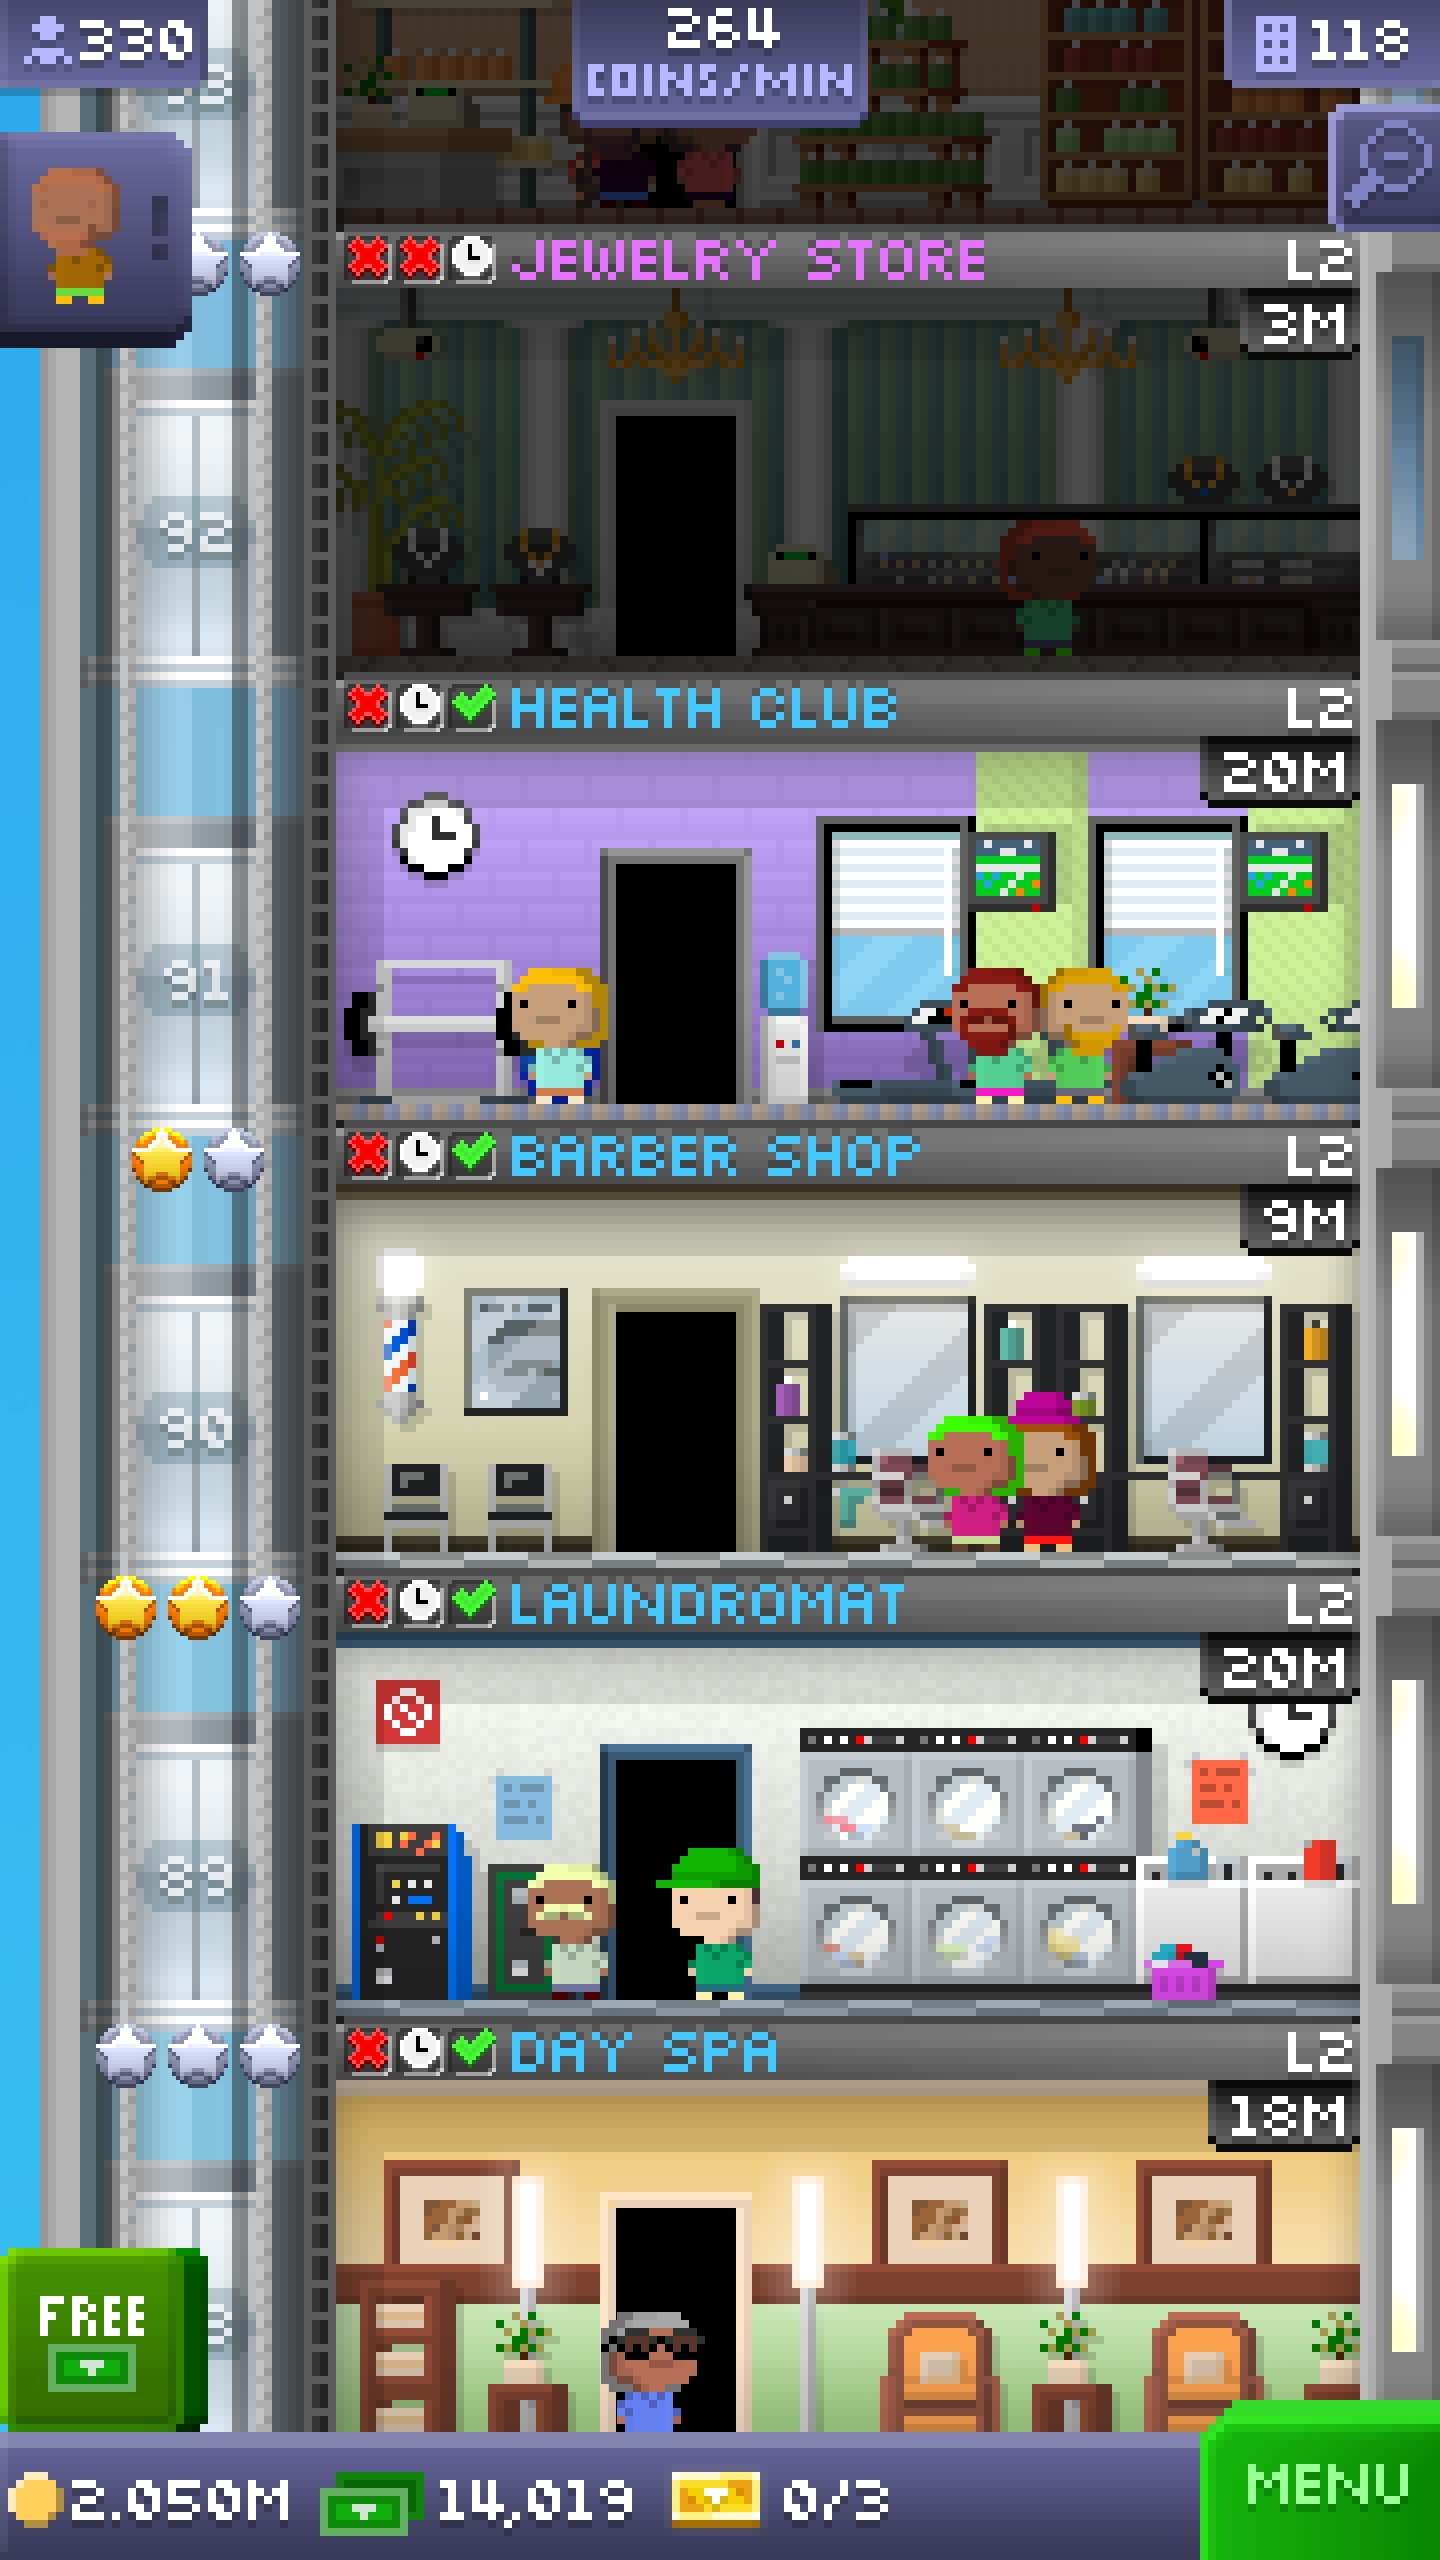 330
264
COINS/MIN
118
JEWELRY STORE L2
3M
92
HEALTH CLUB L2
20M
91
BARBER SHOP L2
9M
90
LAUNDROMAT L2
20M
89
DAY SPA L2
18M
FREE
2.050M 14,019 0/3
MENU